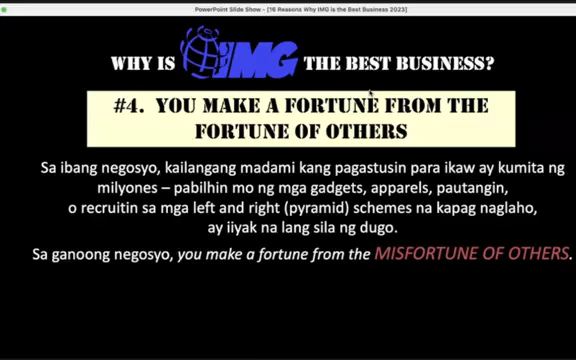 PowerPoint Slide Show - [16 Reasons Why IMG is the Best Business 2023]
WHY IS IMG THE BEST BUSINESS?
#4. YOU MAKE A FORTUNE FROM THE
FORTUNE OF OTHERS
Sa ibang negosyo, kailangang madami kang pagastusin para ikaw ay kumita ng
milyones – pabilhin mo ng mga gadgets, apparels, pautangin,
o recruitin sa mga left and right (pyramid) schemes na kapag naglaho,
ay iiyak na lang sila ng dugo.
Sa ganoong negosyo, you make a fortune from the MISFORTUNE OF OTHERS.